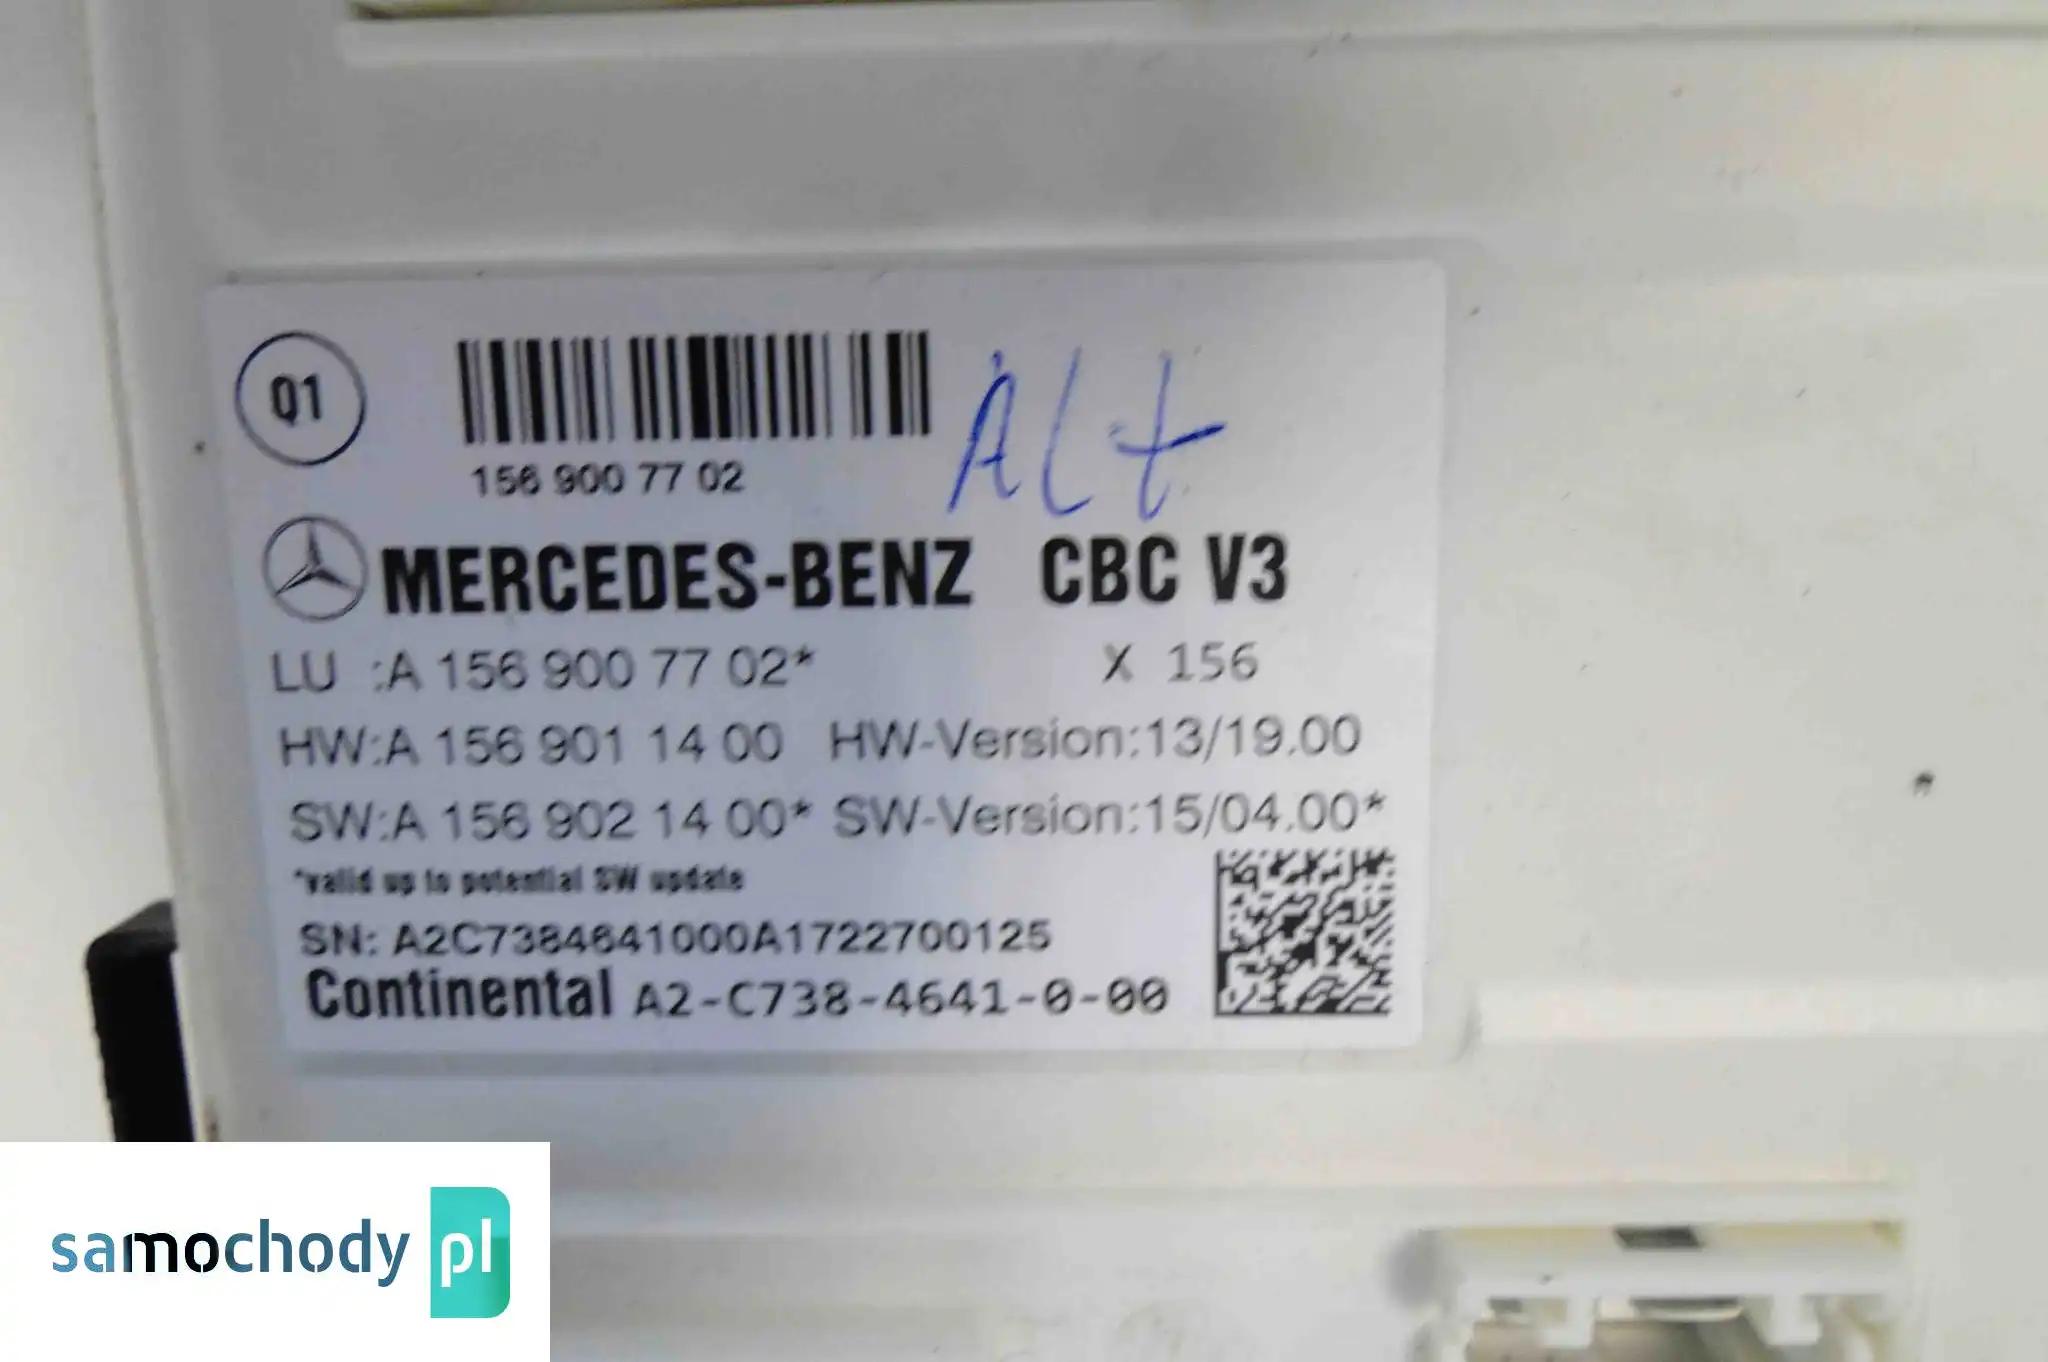 Q1
156 900 77 02
ALt
MERCEDES-BENZ CBC V3
LU :A 156 900 77 02* X 156
HW:A 156 901 14 00 HW-Version:13/19.00
SW:A 156 902 14 00* SW-Version:15/04.00*
*valid up to potential SW update
SN: A2C7384641000A1722700125
Continental A2-C738-4641-0-00
samochody pl